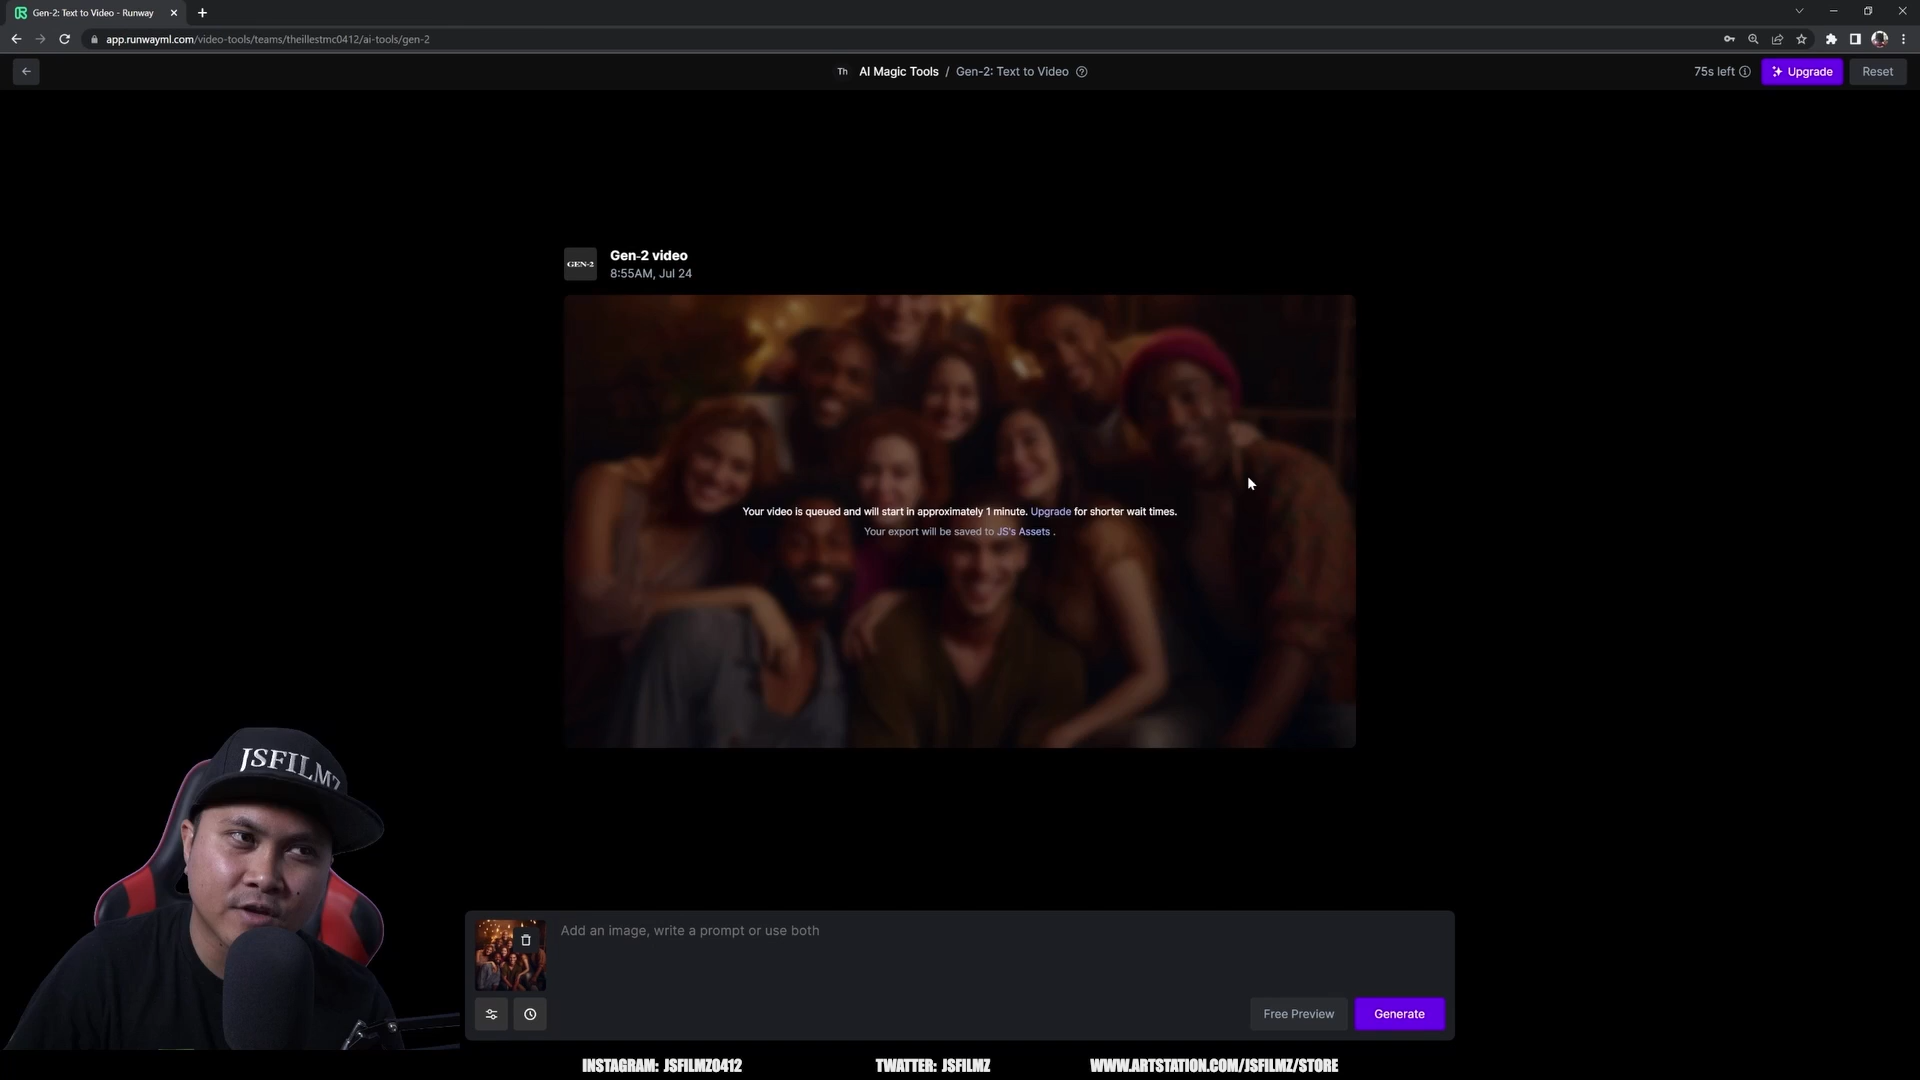 Gen-2: Text to Video - Runway
app.runwayml.com/video-tools/teams/theillestmc0412/ai-tools/gen-2
Th AI Magic Tools / Gen-2: Text to Video
75s left Upgrade Reset
GEN-2
Gen-2 video
8:55AM, Jul 24
Your video is queued and will start in approximately 1 minute. Upgrade for shorter wait times.
Your export will be saved to JS's Assets .
JSFILMZ
Add an image, write a prompt or use both
Free Preview Generate
INSTAGRAM: JSFILMZ0412 TWATTER: JSFILMZ WWW.ARTSTATION.COM/JSFILMZ/STORE